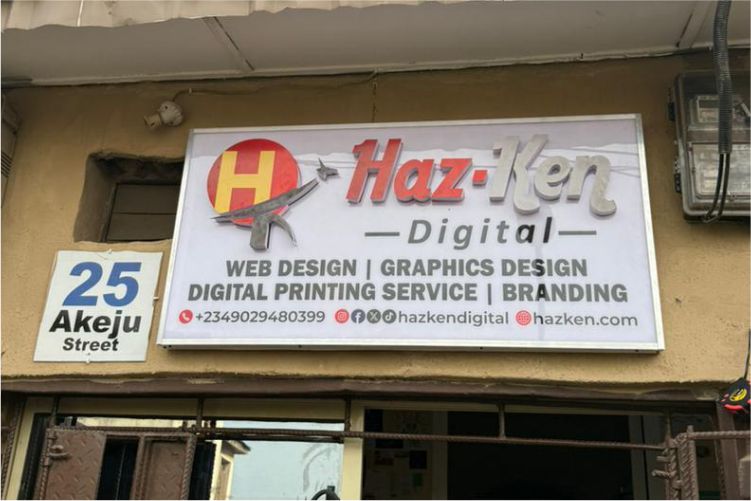 H
Haz-Ken
—Digital—
WEB DESIGN | GRAPHICS DESIGN
DIGITAL PRINTING SERVICE | BRANDING
+2349029480399 hazkendigital hazken.com
25
Akeju
Street